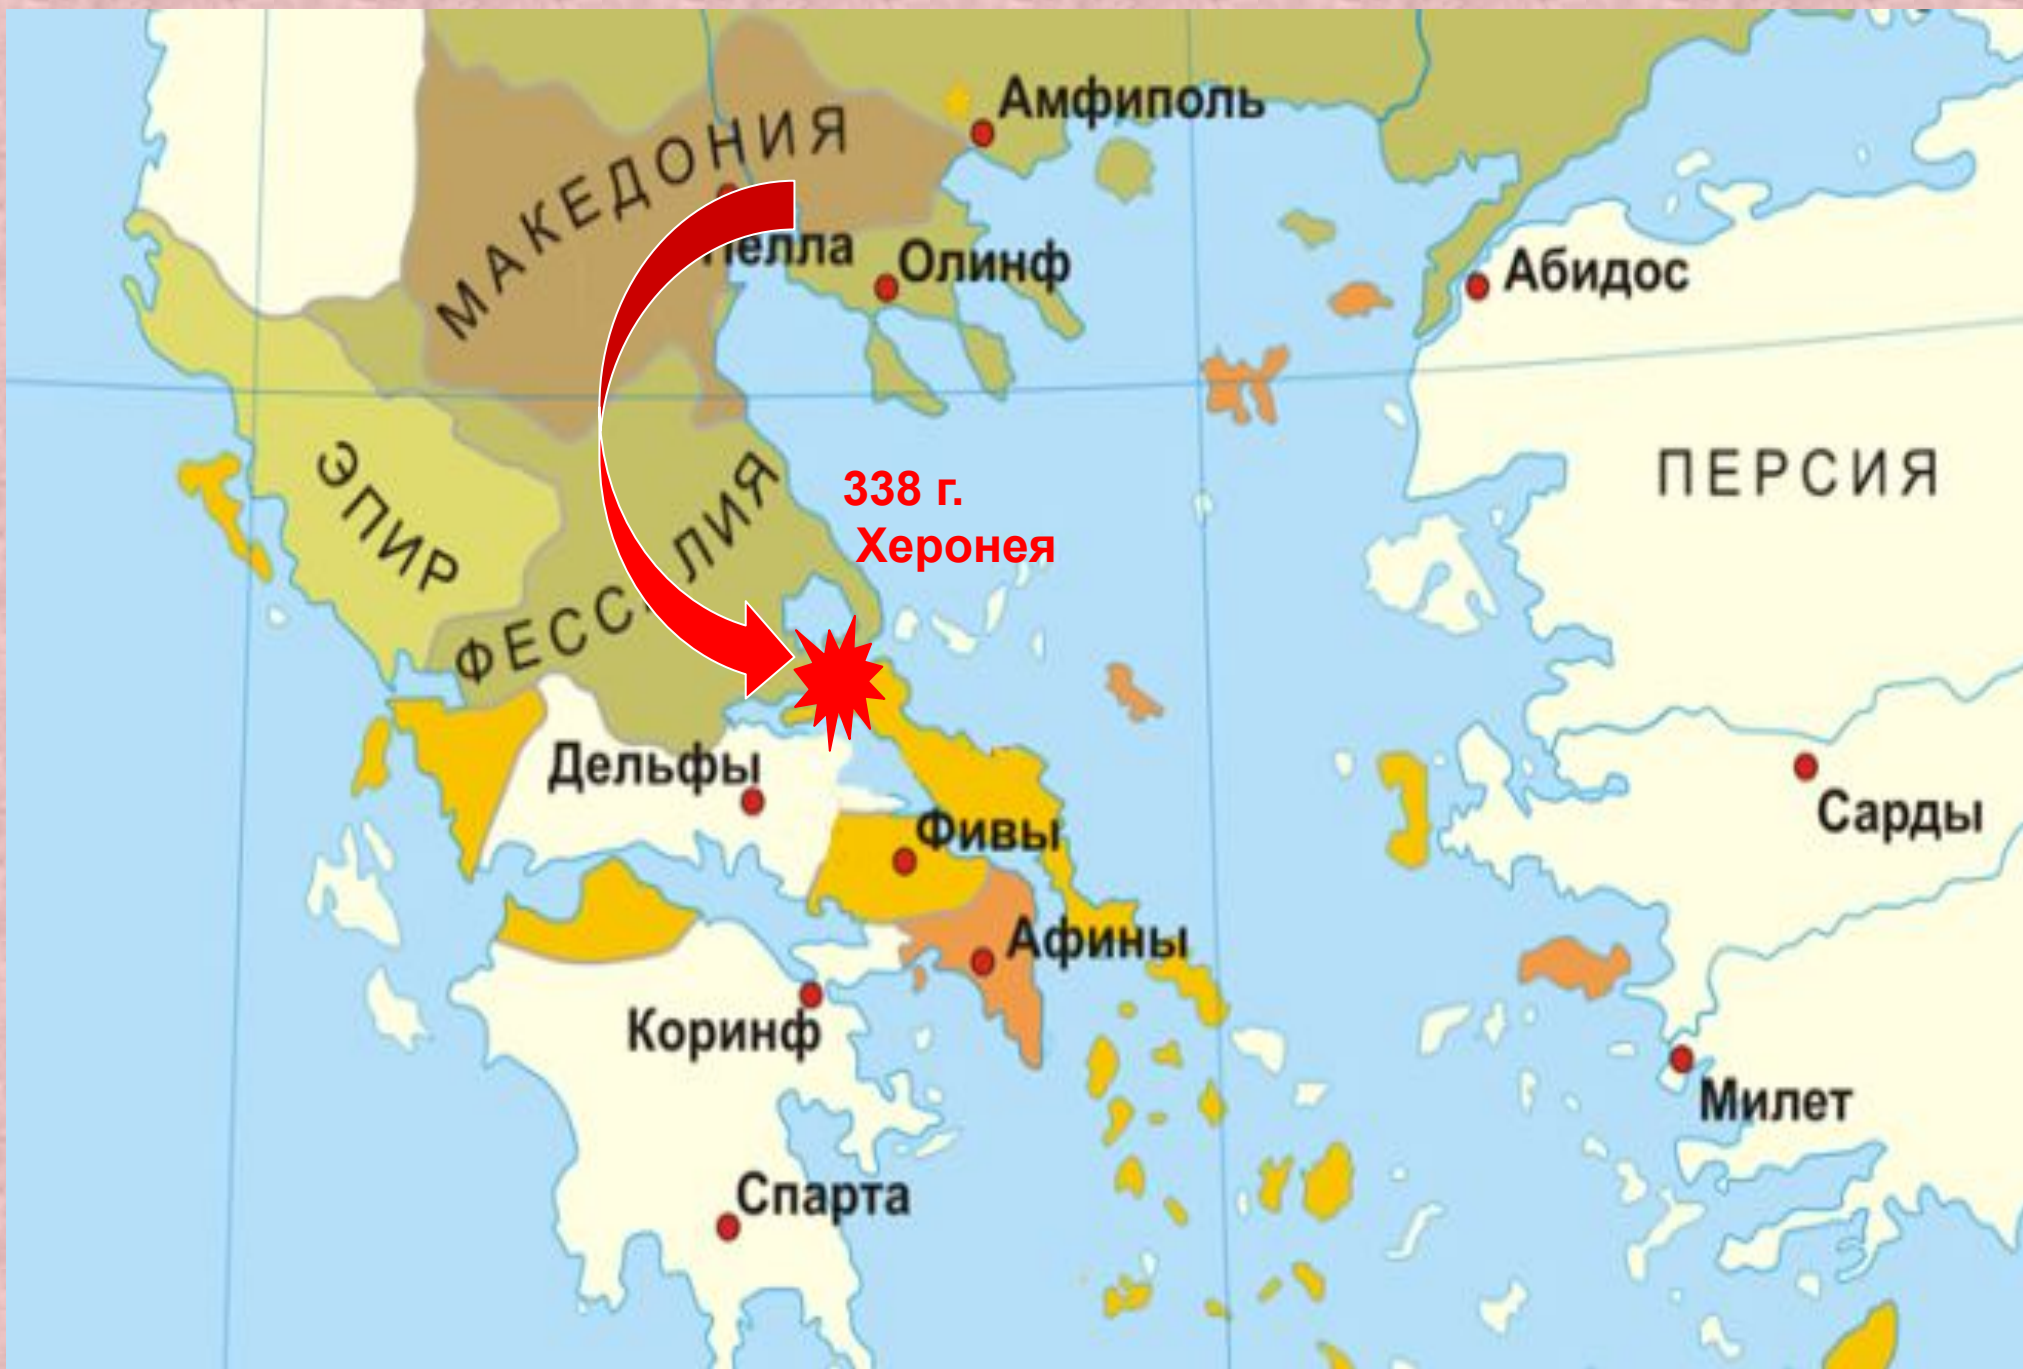 Амфиполь
МАКЕДОНИЯ
Пелла
Олинф
Абидос
ЭПИР
ФЕССАЛИЯ
338 г.
Херонея
ПЕРСИЯ
Дельфы
Фивы
Сарды
Афины
Коринф
Милет
Спарта